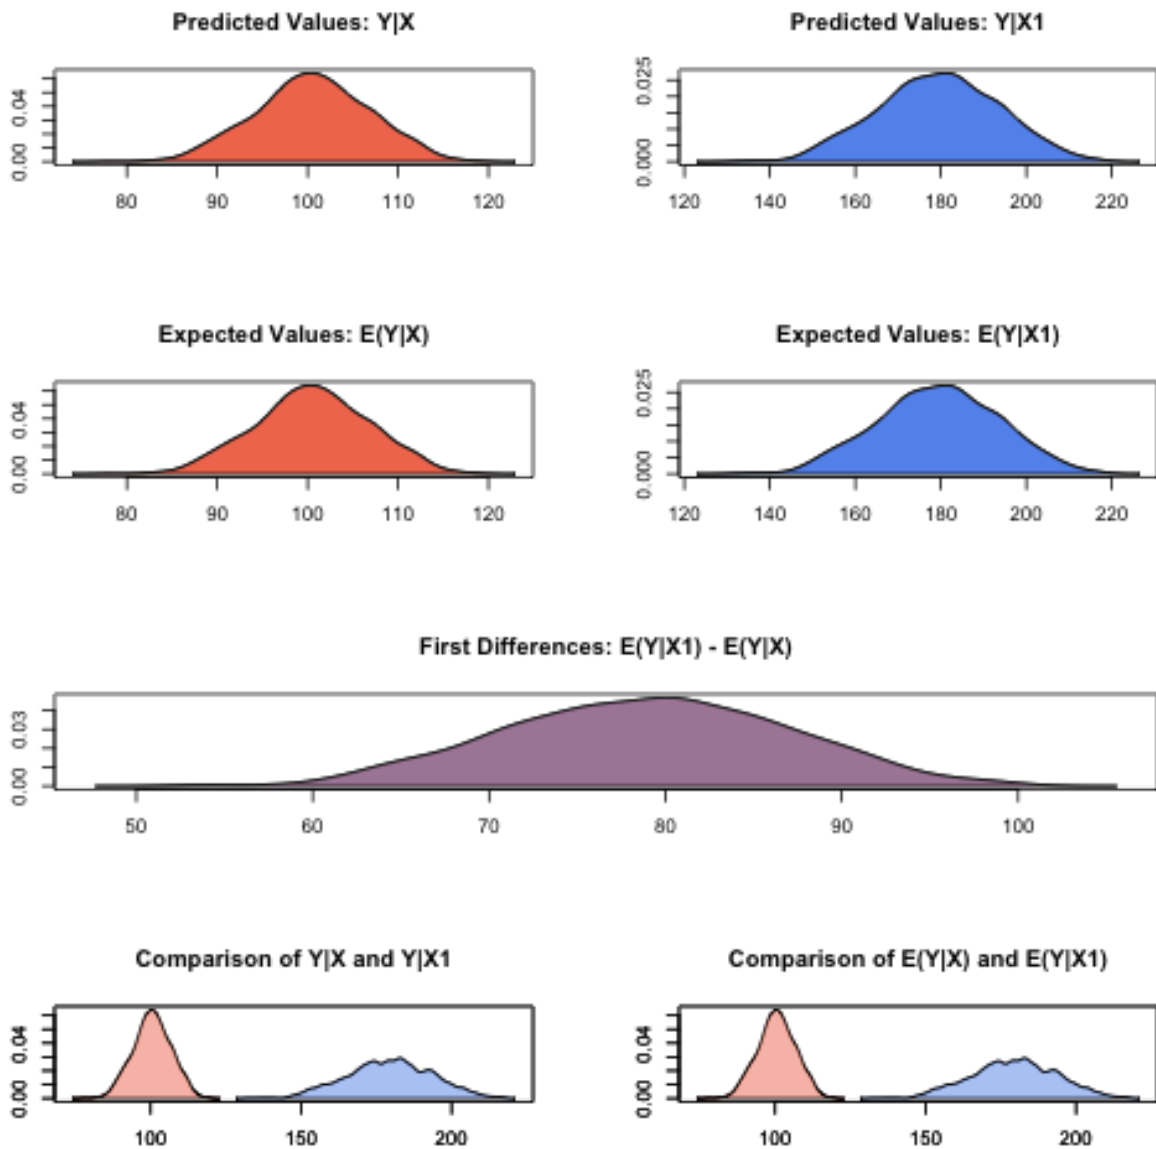 Predicted Values: Y|X
0.00 0.04
80 90 100 110 120
Predicted Values: Y|X1
0.000 0.025
120 140 160 180 200 220
Expected Values: E(Y|X)
0.00 0.04
80 90 100 110 120
Expected Values: E(Y|X1)
0.000 0.025
120 140 160 180 200 220
First Differences: E(Y|X1) - E(Y|X)
0.00 0.03
50 60 70 80 90 100
Comparison of Y|X and Y|X1
0.00 0.04
100 150 200
Comparison of E(Y|X) and E(Y|X1)
0.00 0.04
100 150 200